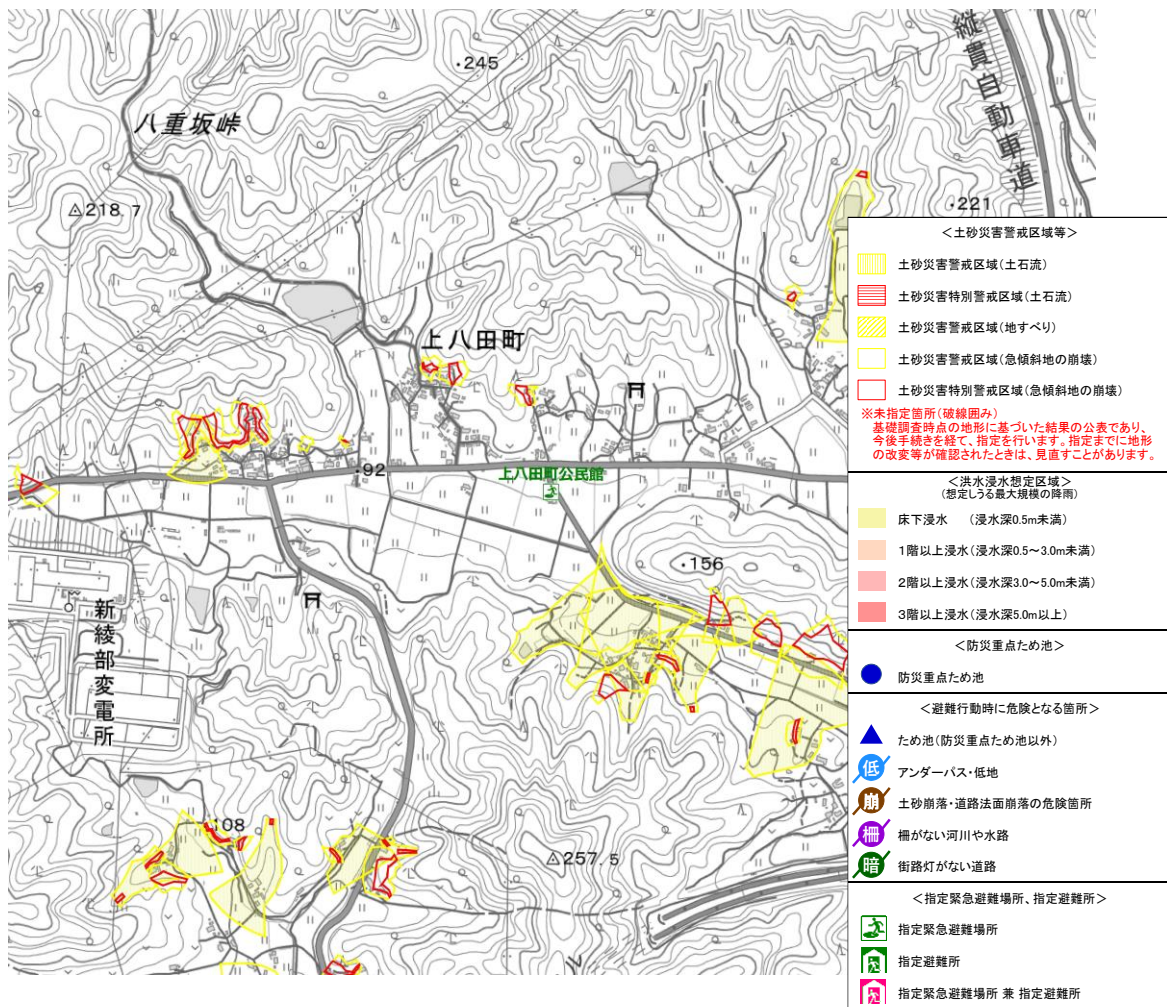 縦貫自動車道
・245
八重坂峠
△218.7
・221
上八田町
・92
上八田町公民館
・156
新綾部変電所
108
△257.5
＜土砂災害警戒区域等＞
土砂災害警戒区域(土石流)
土砂災害特別警戒区域(土石流)
土砂災害警戒区域(地すべり)
土砂災害警戒区域(急傾斜地の崩壊)
土砂災害特別警戒区域(急傾斜地の崩壊)
※未指定箇所(破線囲み)
基礎調査時点の地形に基づいた結果の公表であり、
今後手続きを経て、指定を行います。指定までに地形
の改変等が確認されたときは、見直すことがあります。
＜洪水浸水想定区域＞
(想定しうる最大規模の降雨)
床下浸水　(浸水深0.5m未満)
1階以上浸水(浸水深0.5～3.0m未満)
2階以上浸水(浸水深3.0～5.0m未満)
3階以上浸水(浸水深5.0m以上)
＜防災重点ため池＞
防災重点ため池
＜避難行動時に危険となる箇所＞
ため池(防災重点ため池以外)
低 アンダーパス・低地
崩 土砂崩落・道路法面崩落の危険箇所
柵 柵がない河川や水路
暗 街路灯がない道路
＜指定緊急避難場所、指定避難所＞
指定緊急避難場所
指定避難所
指定緊急避難場所 兼 指定避難所